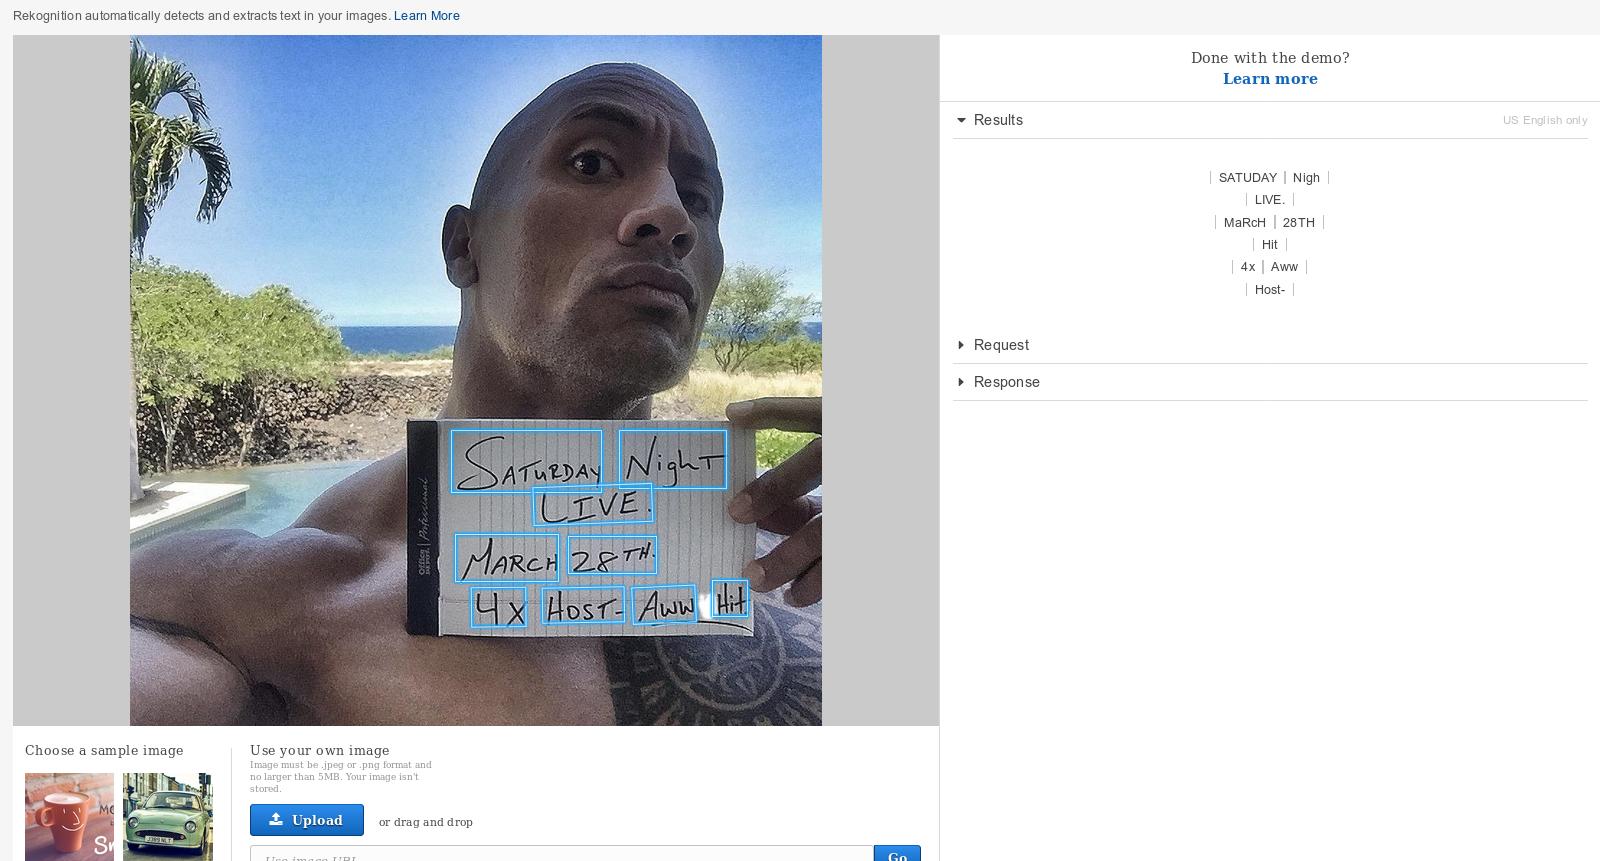 Rekognition automatically detects and extracts text in your images. Learn More
SATURDAY NighT
LIVE.
MARCH 28TH.
4X HOST- AWW Hit.
Office DEPOT | Professional
Done with the demo?
Learn more
Results
US English only
| SATUDAY | Nigh |
| LIVE. |
| MaRcH | 28TH |
| Hit |
| 4x | Aww |
| Host- |
Request
Response
Choose a sample image
Use your own image
Image must be .jpeg or .png format and
no larger than 5MB. Your image isn't
stored.
Upload
or drag and drop
Use image URL
Go